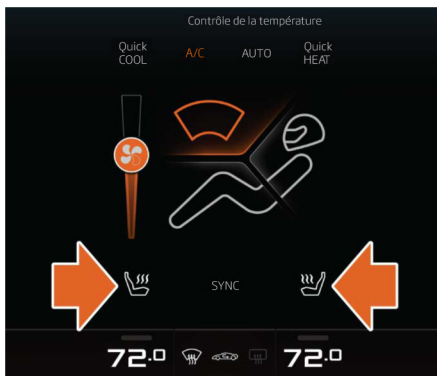 Contrôle de la température
Quick COOL A/C AUTO Quick HEAT
SYNC
72.0 72.0